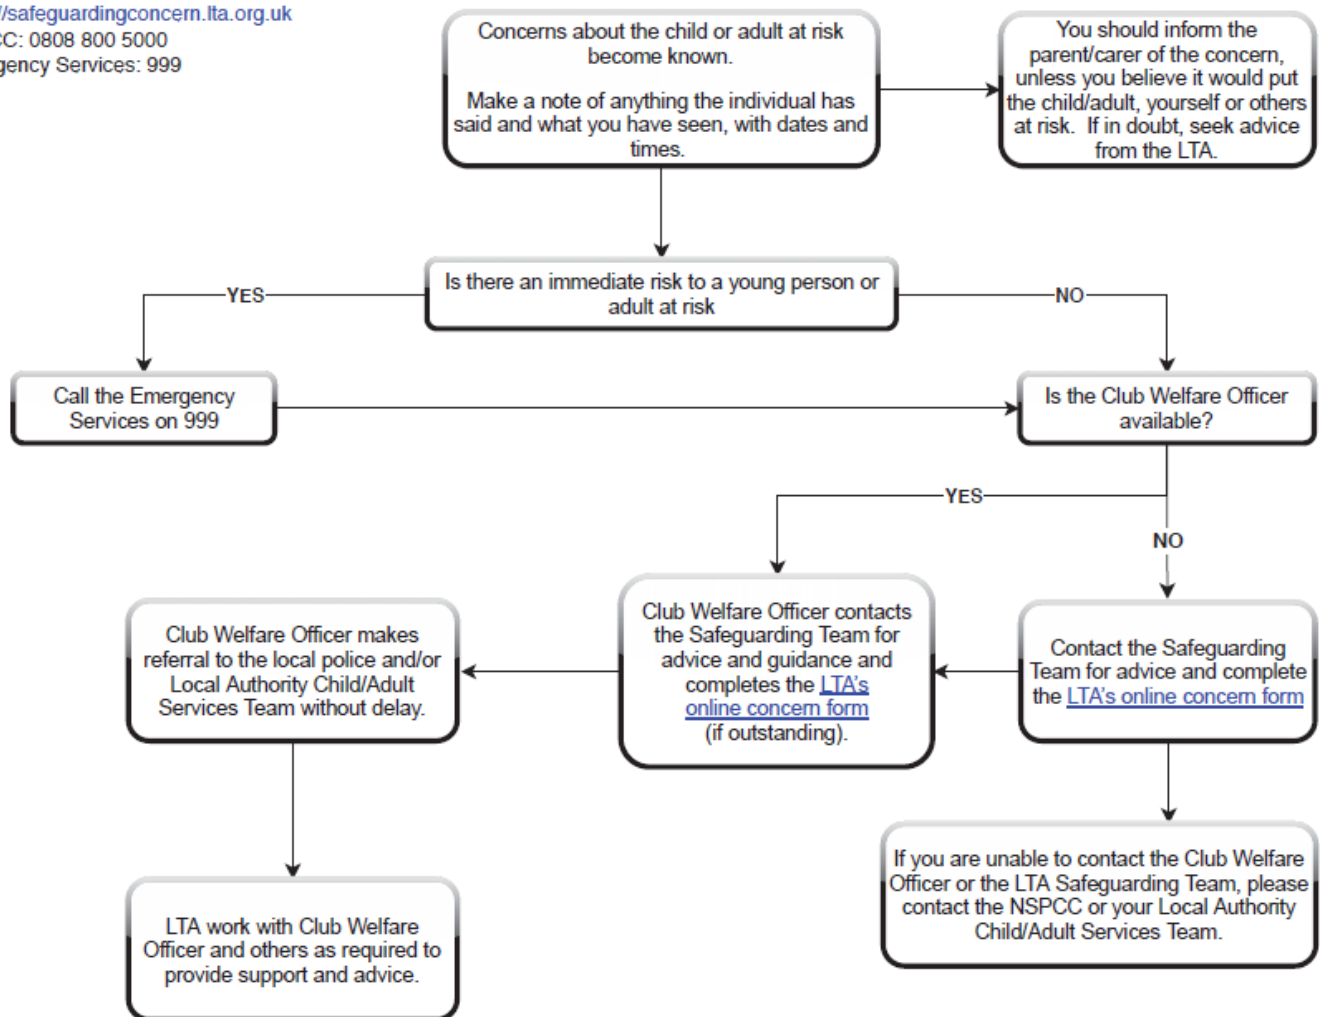 //safeguardingconcern.lta.org.uk
CC: 0808 800 5000
gency Services: 999
Concerns about the child or adult at risk
become known.
Make a note of anything the individual has
said and what you have seen, with dates and
times.
You should inform the
parent/carer of the concern,
unless you believe it would put
the child/adult, yourself or others
at risk.  If in doubt, seek advice
from the LTA.
Is there an immediate risk to a young person or
adult at risk
YES
NO
Call the Emergency
Services on 999
Is the Club Welfare Officer
available?
YES
NO
Club Welfare Officer makes
referral to the local police and/or
Local Authority Child/Adult
Services Team without delay.
Club Welfare Officer contacts
the Safeguarding Team for
advice and guidance and
completes the LTA's
online concern form
(if outstanding).
Contact the Safeguarding
Team for advice and complete
the LTA's online concern form
If you are unable to contact the Club Welfare
Officer or the LTA Safeguarding Team, please
contact the NSPCC or your Local Authority
Child/Adult Services Team.
LTA work with Club Welfare
Officer and others as required to
provide support and advice.